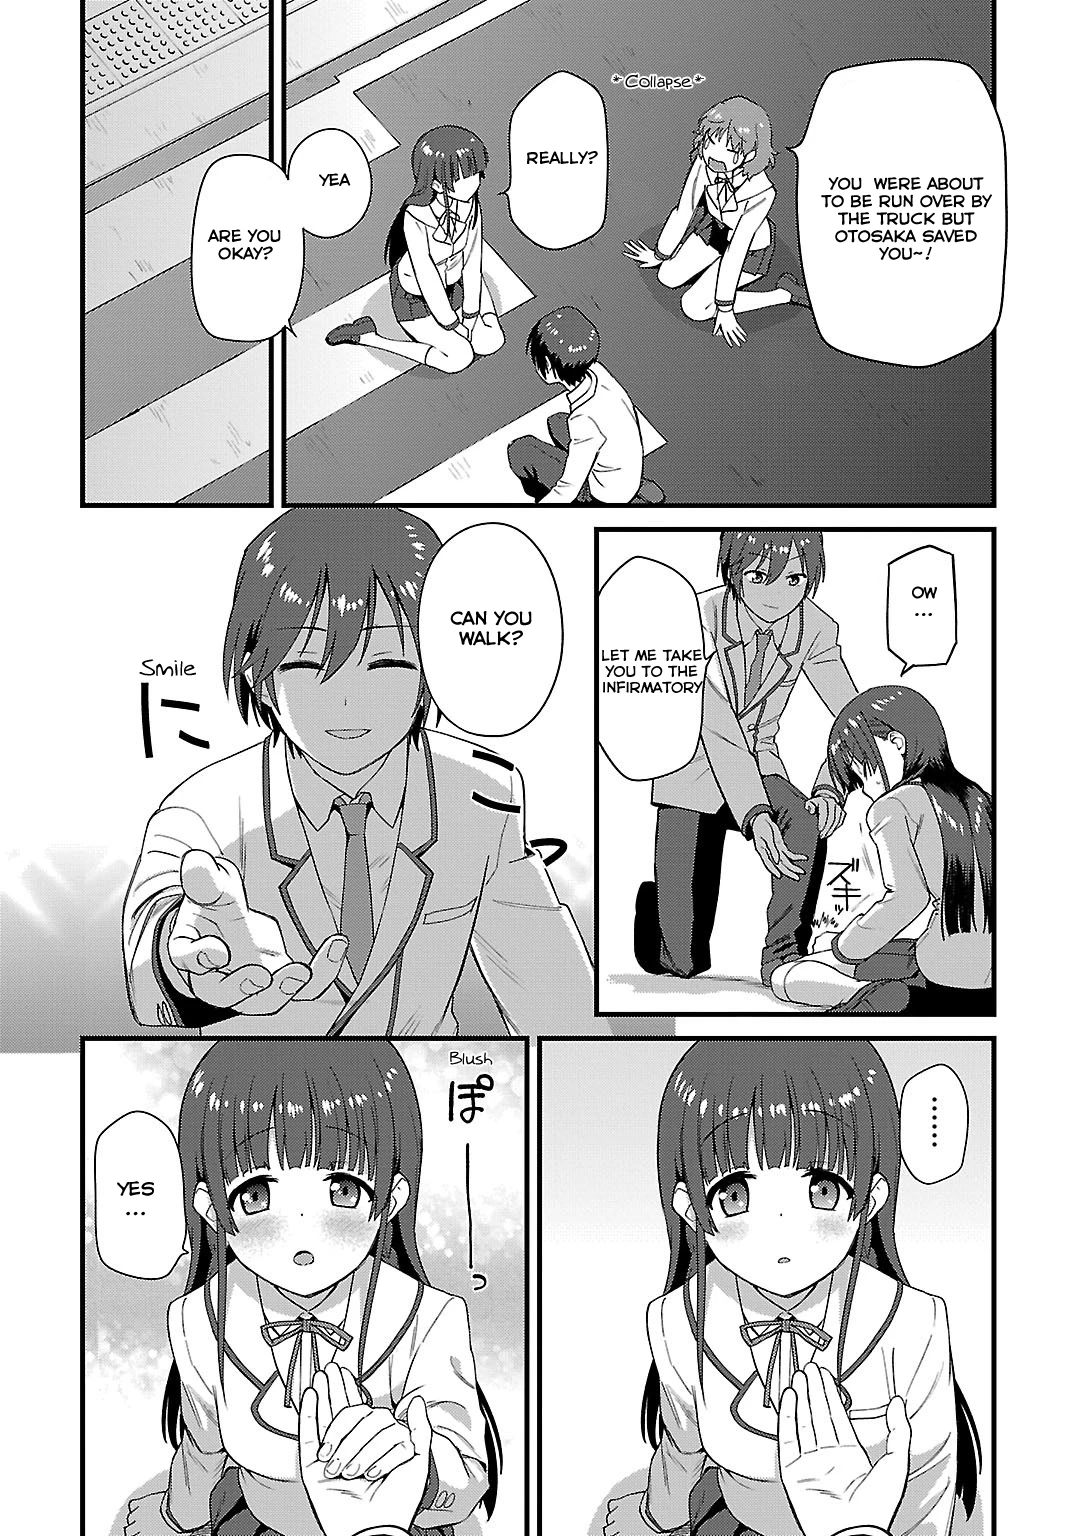 *Collapse*
YOU WERE ABOUT
TO BE RUN OVER BY
THE TRUCK BUT
OTOSAKA SAVED
YOU~!
REALLY?
YEA
ARE YOU
OKAY?
OW
...
LET ME TAKE
YOU TO THE
INFIRMATORY
ズキッ
CAN YOU
WALK?
Smile
にこっ
......
Blush
ぽーっ
YES
...